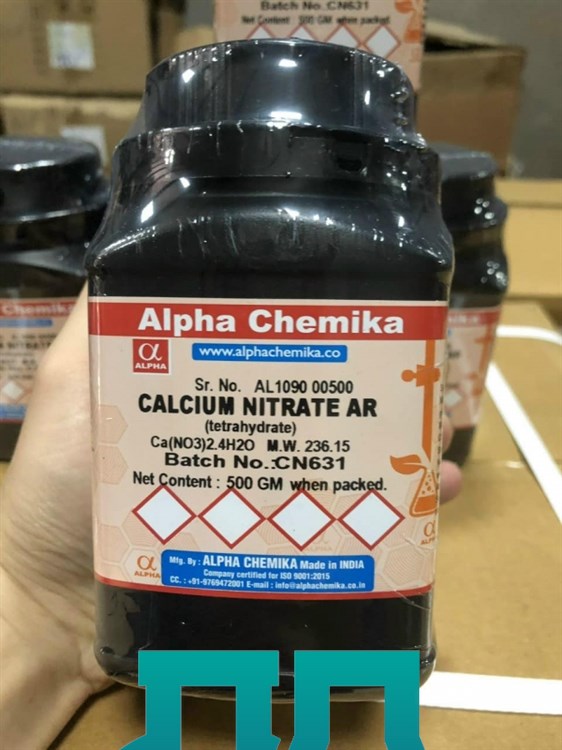 Batch No.:CN631
Net Content : 500 GM when packed.
Alpha Chemika
α
ALPHA
www.alphachemika.co
Sr. No. AL1090 00500
CALCIUM NITRATE AR
(tetrahydrate)
Ca(NO3)2.4H2O M.W. 236.15
Batch No.:CN631
Net Content : 500 GM when packed.
α
ALPHA
α
ALPHA
Mfg. By : ALPHA CHEMIKA Made in INDIA
Company certified for ISO 9001:2015
CC. : +91-9769472001 E-mail : info@alphachemika.co.in
Chemika